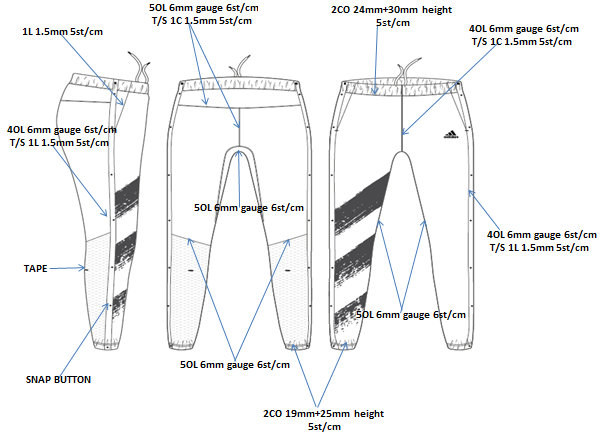 5OL 6mm gauge 6st/cm
T/S 1C 1.5mm 5st/cm
2CO 24mm+30mm height
5st/cm
1L 1.5mm 5st/cm
4OL 6mm gauge 6st/cm
T/S 1C 1.5mm 5st/cm
4OL 6mm gauge 6st/cm
T/S 1L 1.5mm 5st/cm
5OL 6mm gauge 6st/cm
4OL 6mm gauge 6st/cm
T/S 1L 1.5mm 5st/cm
TAPE
5OL 6mm gauge 6st/cm
5OL 6mm gauge 6st/cm
SNAP BUTTON
2CO 19mm+25mm height
5st/cm